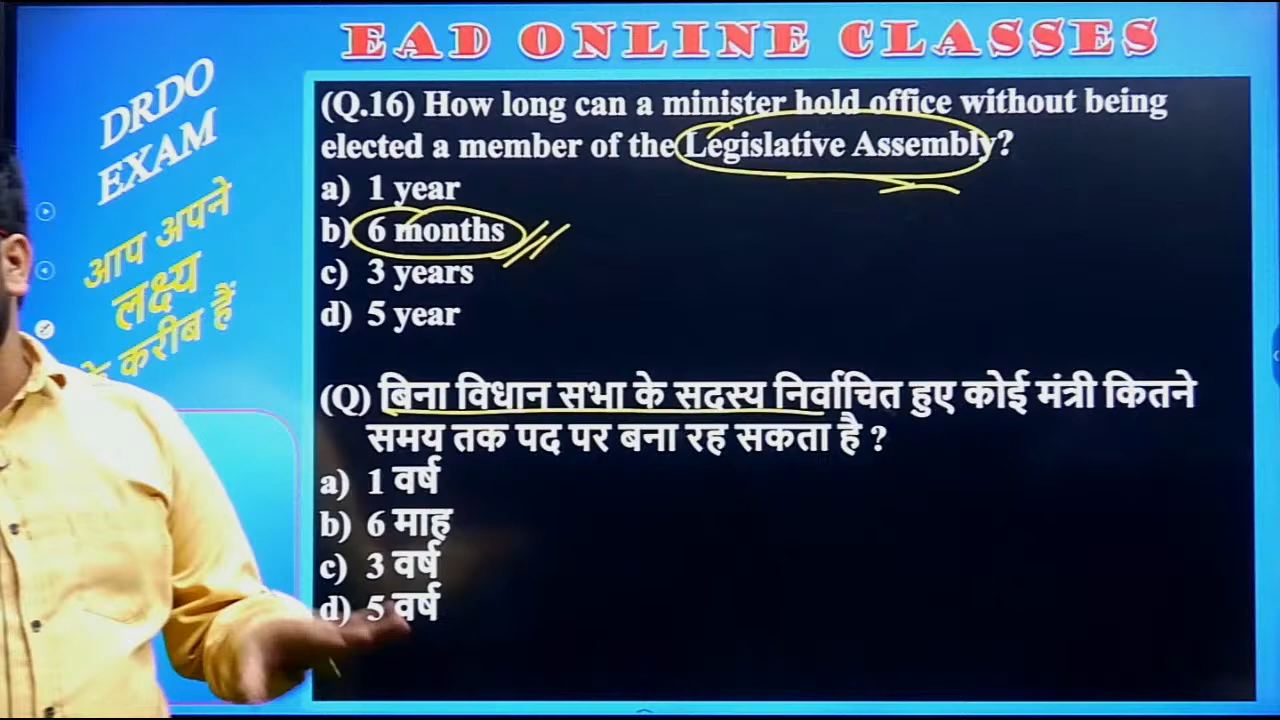 EAD ONLINE CLASSES
DRDO
EXAM
आप अपने
लक्ष्य
के करीब हैं
(Q.16) How long can a minister hold office without being
elected a member of the Legislative Assembly?
a) 1 year
b) 6 months
c) 3 years
d) 5 year
(Q) बिना विधान सभा के सदस्य निर्वाचित हुए कोई मंत्री कितने
समय तक पद पर बना रह सकता है ?
a) 1 वर्ष
b) 6 माह
c) 3 वर्ष
d) 5 वर्ष